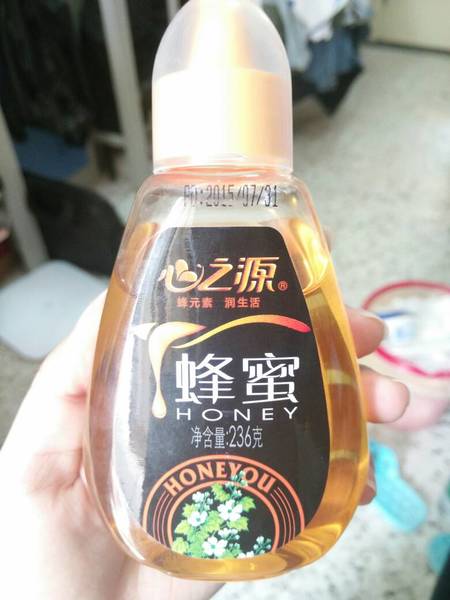 PD:2015/07/31
心之源®
蜂元素 润生活
蜂蜜
HONEY
净含量:236克
HONEYOU